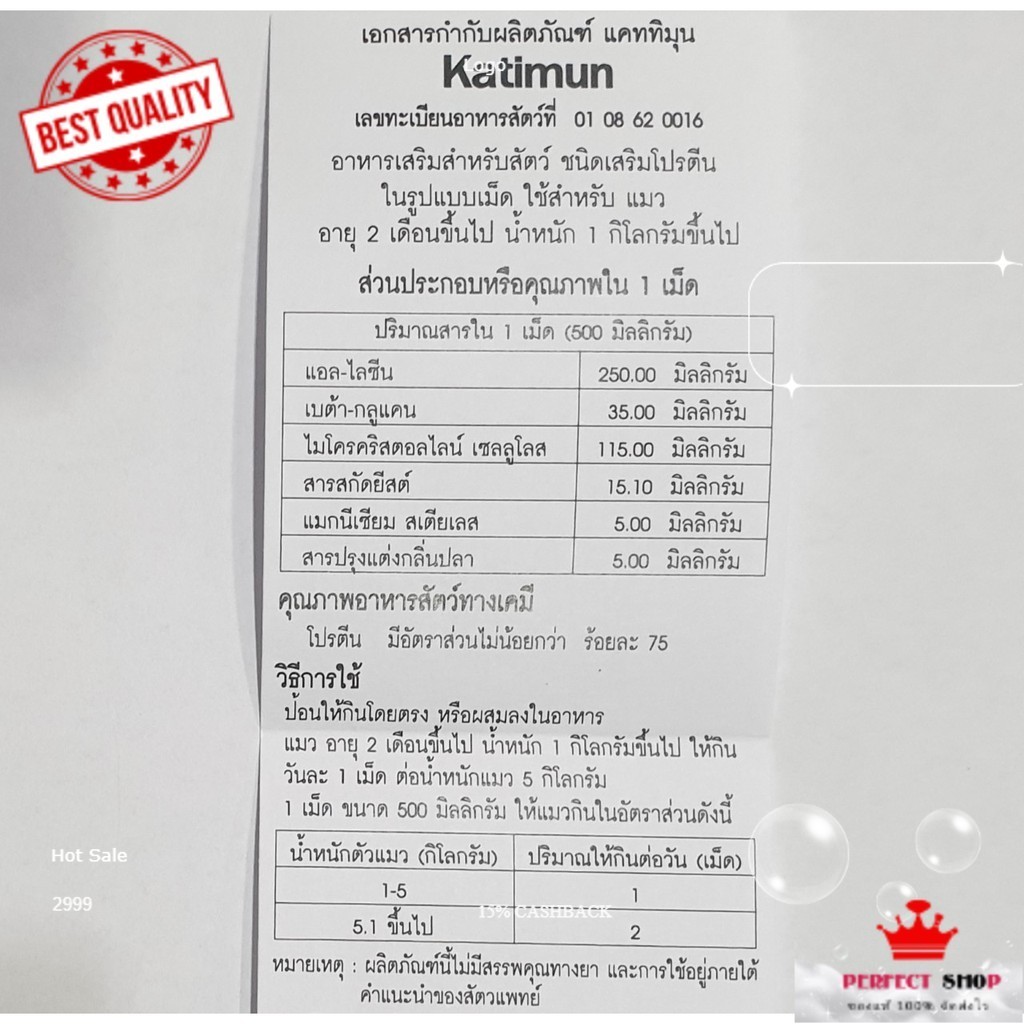 BEST QUALITY
เอกสารกำกับผลิตภัณฑ์ แคททิมุน
Katimun
Logo
เลขทะเบียนอาหารสัตว์ที่ 01 08 62 0016
อาหารเสริมสำหรับสัตว์ ชนิดเสริมโปรตีน
ในรูปแบบเม็ด ใช้สำหรับ แมว
อายุ 2 เดือนขึ้นไป น้ำหนัก 1 กิโลกรัมขึ้นไป
ส่วนประกอบหรือคุณภาพใน 1 เม็ด
ปริมาณสารใน 1 เม็ด (500 มิลลิกรัม)
แอล-ไลซีน 250.00 มิลลิกรัม
เบต้า-กลูแคน 35.00 มิลลิกรัม
ไมโครคริสตอลไลน์ เซลลูโลส 115.00 มิลลิกรัม
สารสกัดยีสต์ 15.10 มิลลิกรัม
แมกนีเซียม สเตียเลส 5.00 มิลลิกรัม
สารปรุงแต่งกลิ่นปลา 5.00 มิลลิกรัม
คุณภาพอาหารสัตว์ทางเคมี
โปรตีน มีอัตราส่วนไม่น้อยกว่า ร้อยละ 75
วิธีการใช้
ป้อนให้กินโดยตรง หรือผสมลงในอาหาร
แมว อายุ 2 เดือนขึ้นไป น้ำหนัก 1 กิโลกรัมขึ้นไป ให้กิน
วันละ 1 เม็ด ต่อน้ำหนักแมว 5 กิโลกรัม
1 เม็ด ขนาด 500 มิลลิกรัม ให้แมวกินในอัตราส่วนดังนี้
น้ำหนักตัวแมว (กิโลกรัม) ปริมาณให้กินต่อวัน (เม็ด)
1-5 1
5.1 ขึ้นไป 2
หมายเหตุ : ผลิตภัณฑ์นี้ไม่มีสรรพคุณทางยา และการใช้อยู่ภายใต้
คำแนะนำของสัตวแพทย์
Hot Sale
2999
15% CASHBACK
PERFECT SHOP
ของแท้ 100% จัดส่งไว